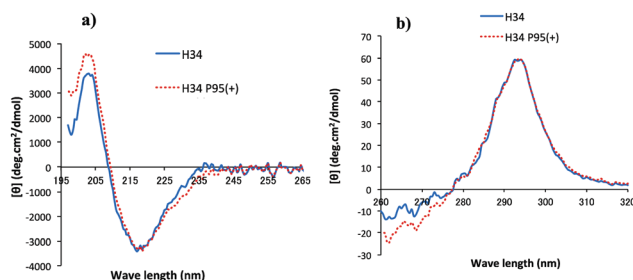 a)
H34
H34 P95(+)
[θ] (deg.cm²/dmol)
5000
4000
3000
2000
1000
0
-1000
-2000
-3000
-4000
195 205 215 225 235 245 255 265
Wave length (nm)
b)
H34
H34 P95(+)
[θ] (deg.cm²/dmol)
70
60
50
40
30
20
10
0
-10
-20
-30
260 270 280 290 300 310 320
Wave length (nm)